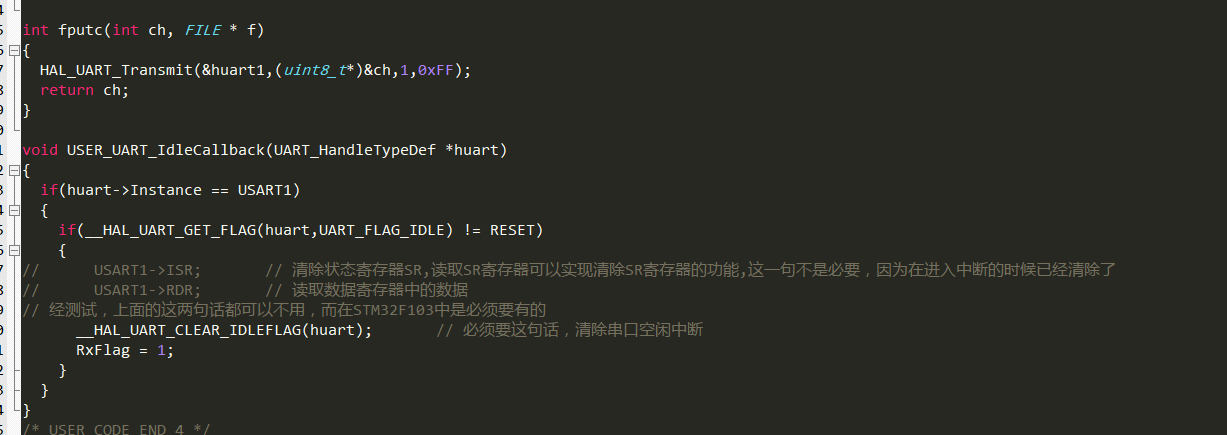 int fputc(int ch, FILE * f)
{
  HAL_UART_Transmit(&huart1,(uint8_t*)&ch,1,0xFF);
  return ch;
}
void USER_UART_IdleCallback(UART_HandleTypeDef *huart)
{
  if(huart->Instance == USART1)
  {
    if(__HAL_UART_GET_FLAG(huart,UART_FLAG_IDLE) != RESET)
    {
//      USART1->ISR;       // 清除状态寄存器SR,读取SR寄存器可以实现清除SR寄存器的功能,这一句不是必要，因为在进入中断的时候已经清除了
//      USART1->RDR;       // 读取数据寄存器中的数据
// 经测试，上面的这两句话都可以不用，而在STM32F103中是必须要有的
      __HAL_UART_CLEAR_IDLEFLAG(huart);       // 必须要这句话，清除串口空闲中断
      RxFlag = 1;
    }
  }
}
/* USER CODE END 4 */